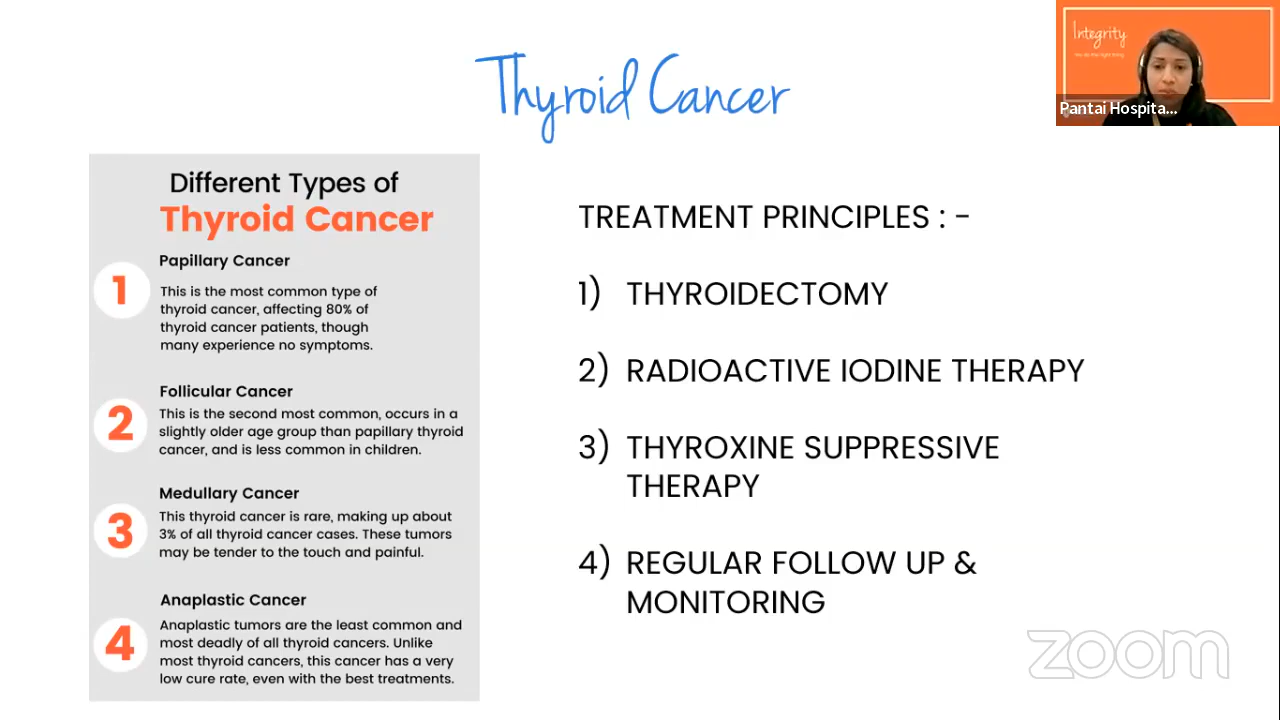 Thyroid Cancer
Integrity
Pantai Hospita...
Different Types of
Thyroid Cancer
1
Papillary Cancer
This is the most common type of
thyroid cancer, affecting 80% of
thyroid cancer patients, though
many experience no symptoms.
2
Follicular Cancer
This is the second most common, occurs in a
slightly older age group than papillary thyroid
cancer, and is less common in children.
3
Medullary Cancer
This thyroid cancer is rare, making up about
3% of all thyroid cancer cases. These tumors
may be tender to the touch and painful.
4
Anaplastic Cancer
Anaplastic tumors are the least common and
most deadly of all thyroid cancers. Unlike
most thyroid cancers, this cancer has a very
low cure rate, even with the best treatments.
TREATMENT PRINCIPLES : -
1) THYROIDECTOMY
2) RADIOACTIVE IODINE THERAPY
3) THYROXINE SUPPRESSIVE
THERAPY
4) REGULAR FOLLOW UP &
MONITORING
zoom